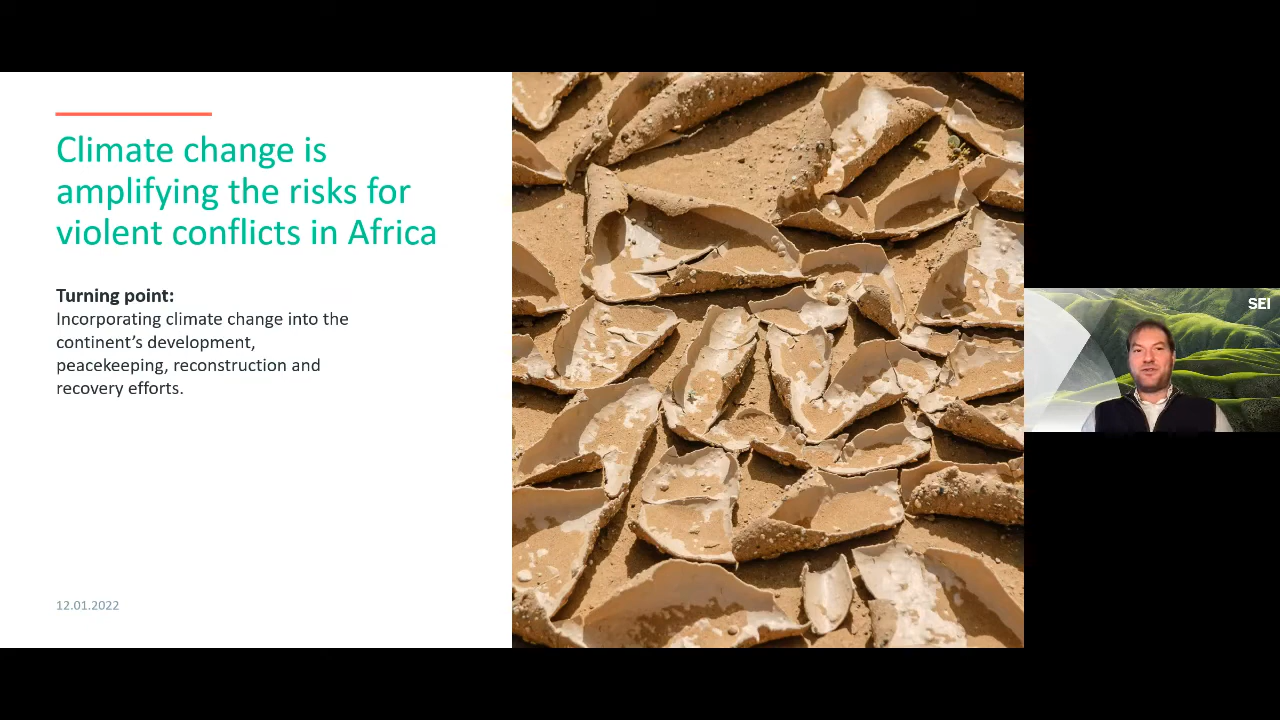 Climate change is
amplifying the risks for
violent conflicts in Africa
Turning point:
Incorporating climate change into the
continent's development,
peacekeeping, reconstruction and
recovery efforts.
12.01.2022
SEI